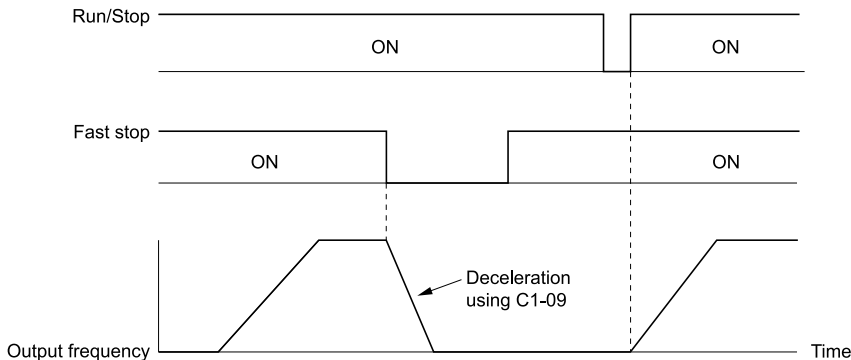 Run/Stop
ON
ON
Fast stop
ON
ON
Deceleration
using C1-09
Output frequency
Time